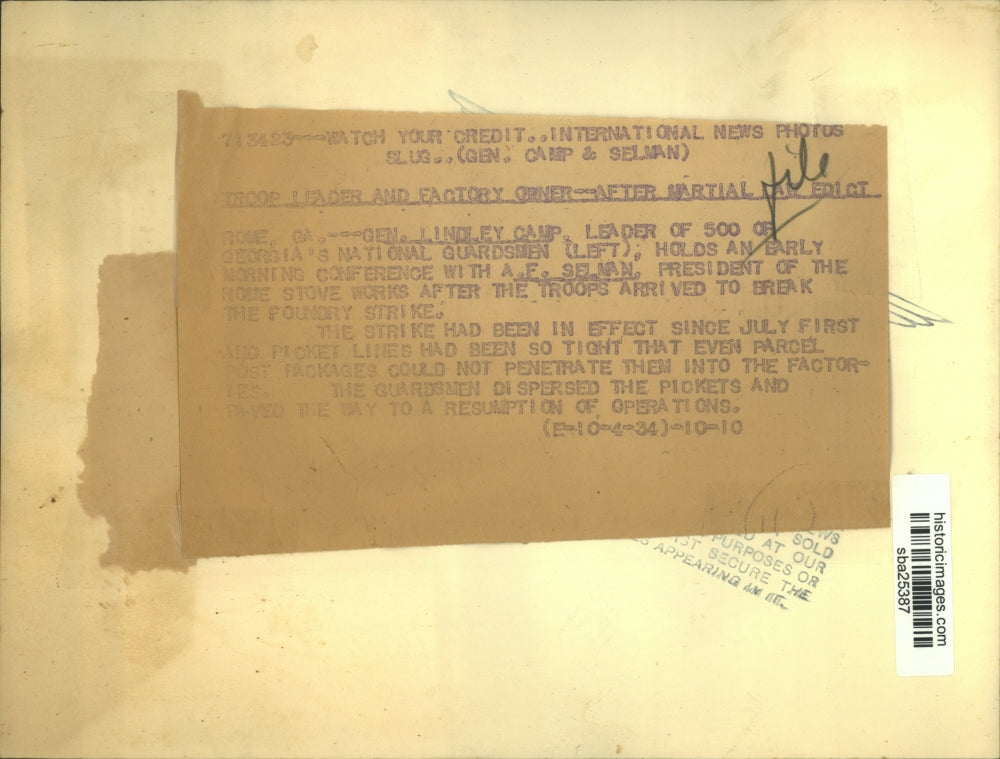 713423---WATCH YOUR CREDIT..INTERNATIONAL NEWS PHOTOS
SLUG..(GEN. CAMP & SELMAN)
TROOP LEADER AND FACTORY OWNER--AFTER MARTIAL LAW EDICT
file
ROME, GA.---GEN. LINDLEY CAMP, LEADER OF 500 OF
GEORGIA'S NATIONAL GUARDSMEN (LEFT), HOLDS AN EARLY
MORNING CONFERENCE WITH A.F. SELMAN, PRESIDENT OF THE
ROME STOVE WORKS AFTER THE TROOPS ARRIVED TO BREAK
THE FOUNDRY STRIKE.
THE STRIKE HAD BEEN IN EFFECT SINCE JULY FIRST
AND PICKET LINES HAD BEEN SO TIGHT THAT EVEN PARCEL
POST PACKAGES COULD NOT PENETRATE THEM INTO THE FACTOR-
IES. THE GUARDSMEN DISPERSED THE PICKETS AND
PAVED THE WAY TO A RESUMPTION OF OPERATIONS.
(E-10-4-34)-10-10
SOLD
AT OUR
PURPOSES OR
SECURE THE
APPEARING IN IT.
historicimages.com
sba25387